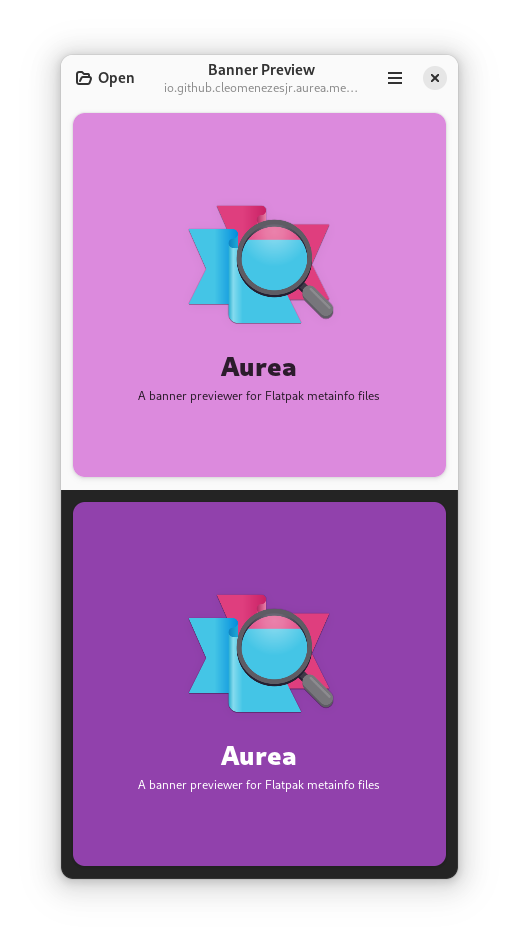 Open
Banner Preview
io.github.cleomenezesjr.aurea.me…
Aurea
A banner previewer for Flatpak metainfo files
Aurea
A banner previewer for Flatpak metainfo files